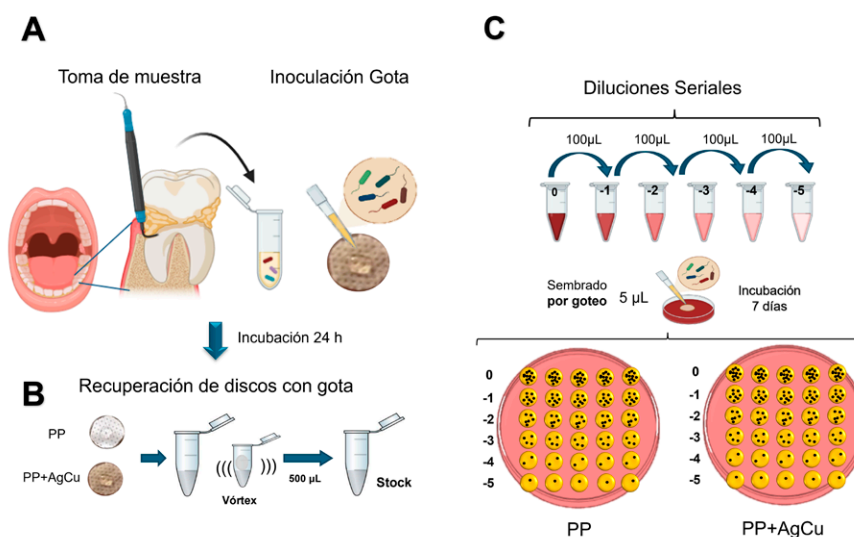 A
Toma de muestra
Inoculación Gota
Incubación 24 h
B
Recuperación de discos con gota
PP
PP+AgCu
Vórtex
500 µL
Stock
C
Diluciones Seriales
100µL
100µL
100µL
100µL
0
-1
-2
-3
-4
-5
Sembrado
por goteo
5 µL
Incubación
7 días
0
-1
-2
-3
-4
-5
PP
0
-1
-2
-3
-4
-5
PP+AgCu